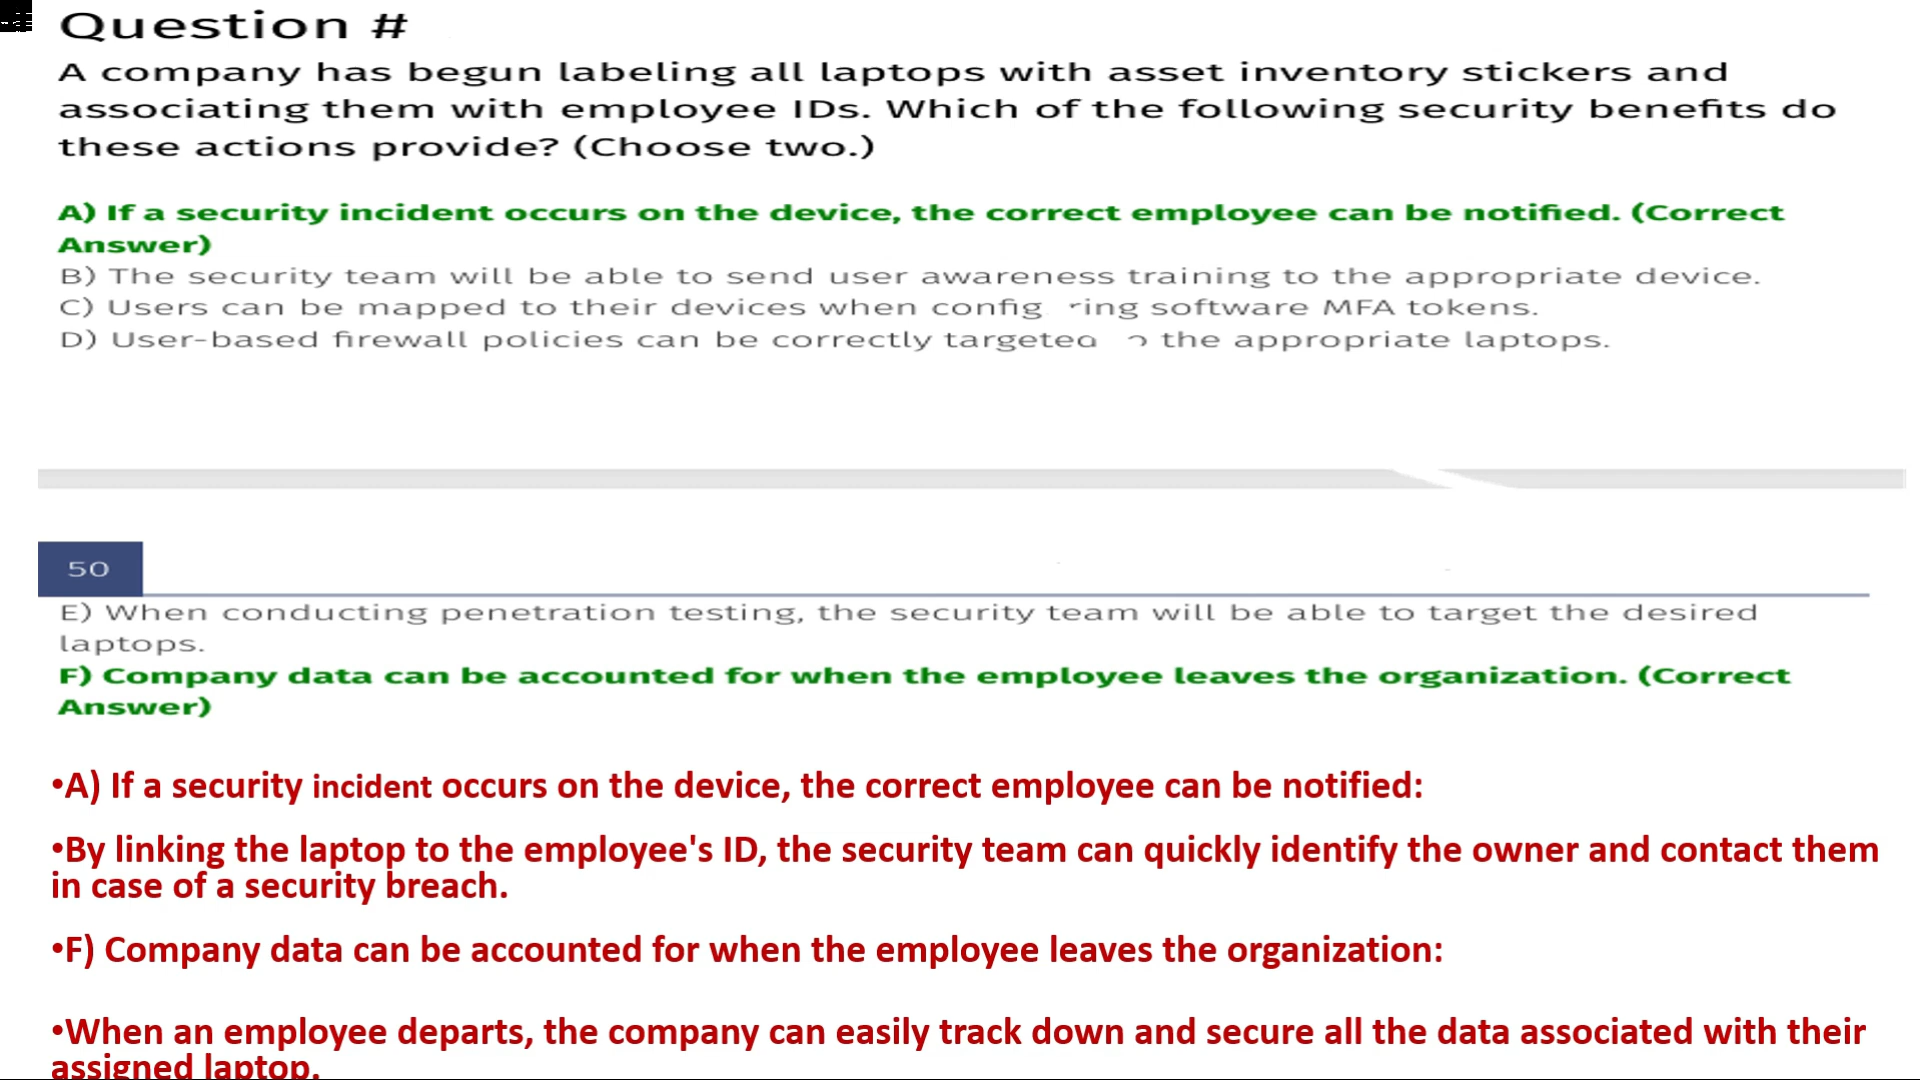 Question #
A company has begun labeling all laptops with asset inventory stickers and
associating them with employee IDs. Which of the following security benefits do
these actions provide? (Choose two.)
A) If a security incident occurs on the device, the correct employee can be notified. (Correct
Answer)
B) The security team will be able to send user awareness training to the appropriate device.
C) Users can be mapped to their devices when software MFA tokens.
D) User-based firewall policies can be correctly the appropriate laptops.
50
E) When conducting penetration testing, the security team will be able to target the desired
laptops.
F) Company data can be accounted for when the employee leaves the organization. (Correct
Answer)
•A) If a security incident occurs on the device, the correct employee can be notified:
•By linking the laptop to the employee's ID, the security team can quickly identify the owner and contact them
in case of a security breach.
•F) Company data can be accounted for when the employee leaves the organization:
•When an employee departs, the company can easily track down and secure all the data associated with their
assigned laptop.